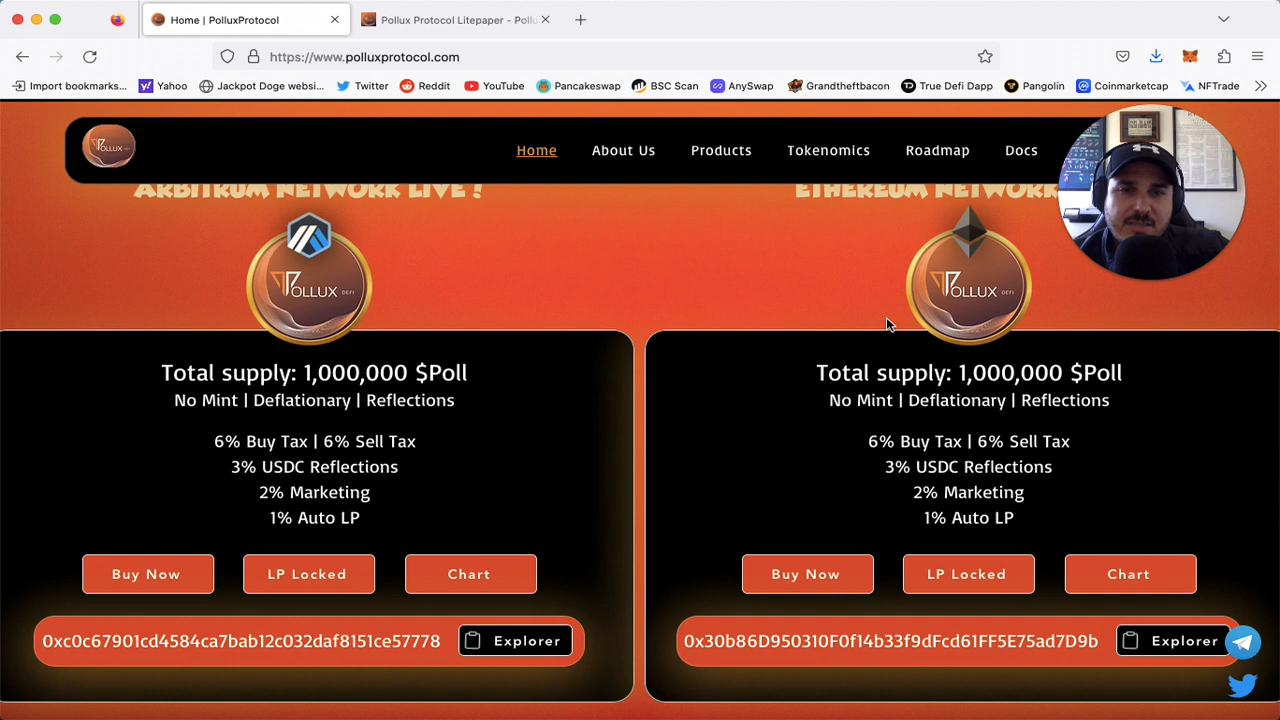 Home | PolluxProtocol
Pollux Protocol Litepaper - Pollu
https://www.polluxprotocol.com
Import bookmarks...
Yahoo
Jackpot Doge websi...
Twitter
Reddit
YouTube
Pancakeswap
BSC Scan
AnySwap
Grandtheftbacon
True Defi Dapp
Pangolin
Coinmarketcap
NFTrade
POLLUX DEFI
Home
About Us
Products
Tokenomics
Roadmap
Docs
ARBITRUM NETWORK LIVE!
ETHEREUM NETWORK
POLLUX DEFI
POLLUX DEFI
Total supply: 1,000,000 $Poll
No Mint | Deflationary | Reflections
6% Buy Tax | 6% Sell Tax
3% USDC Reflections
2% Marketing
1% Auto LP
Buy Now
LP Locked
Chart
0xc0c67901cd4584ca7bab12c032daf8151ce57778
Explorer
Total supply: 1,000,000 $Poll
No Mint | Deflationary | Reflections
6% Buy Tax | 6% Sell Tax
3% USDC Reflections
2% Marketing
1% Auto LP
Buy Now
LP Locked
Chart
0x30b86D950310F0f14b33f9dFcd61FF5E75ad7D9b
Explorer